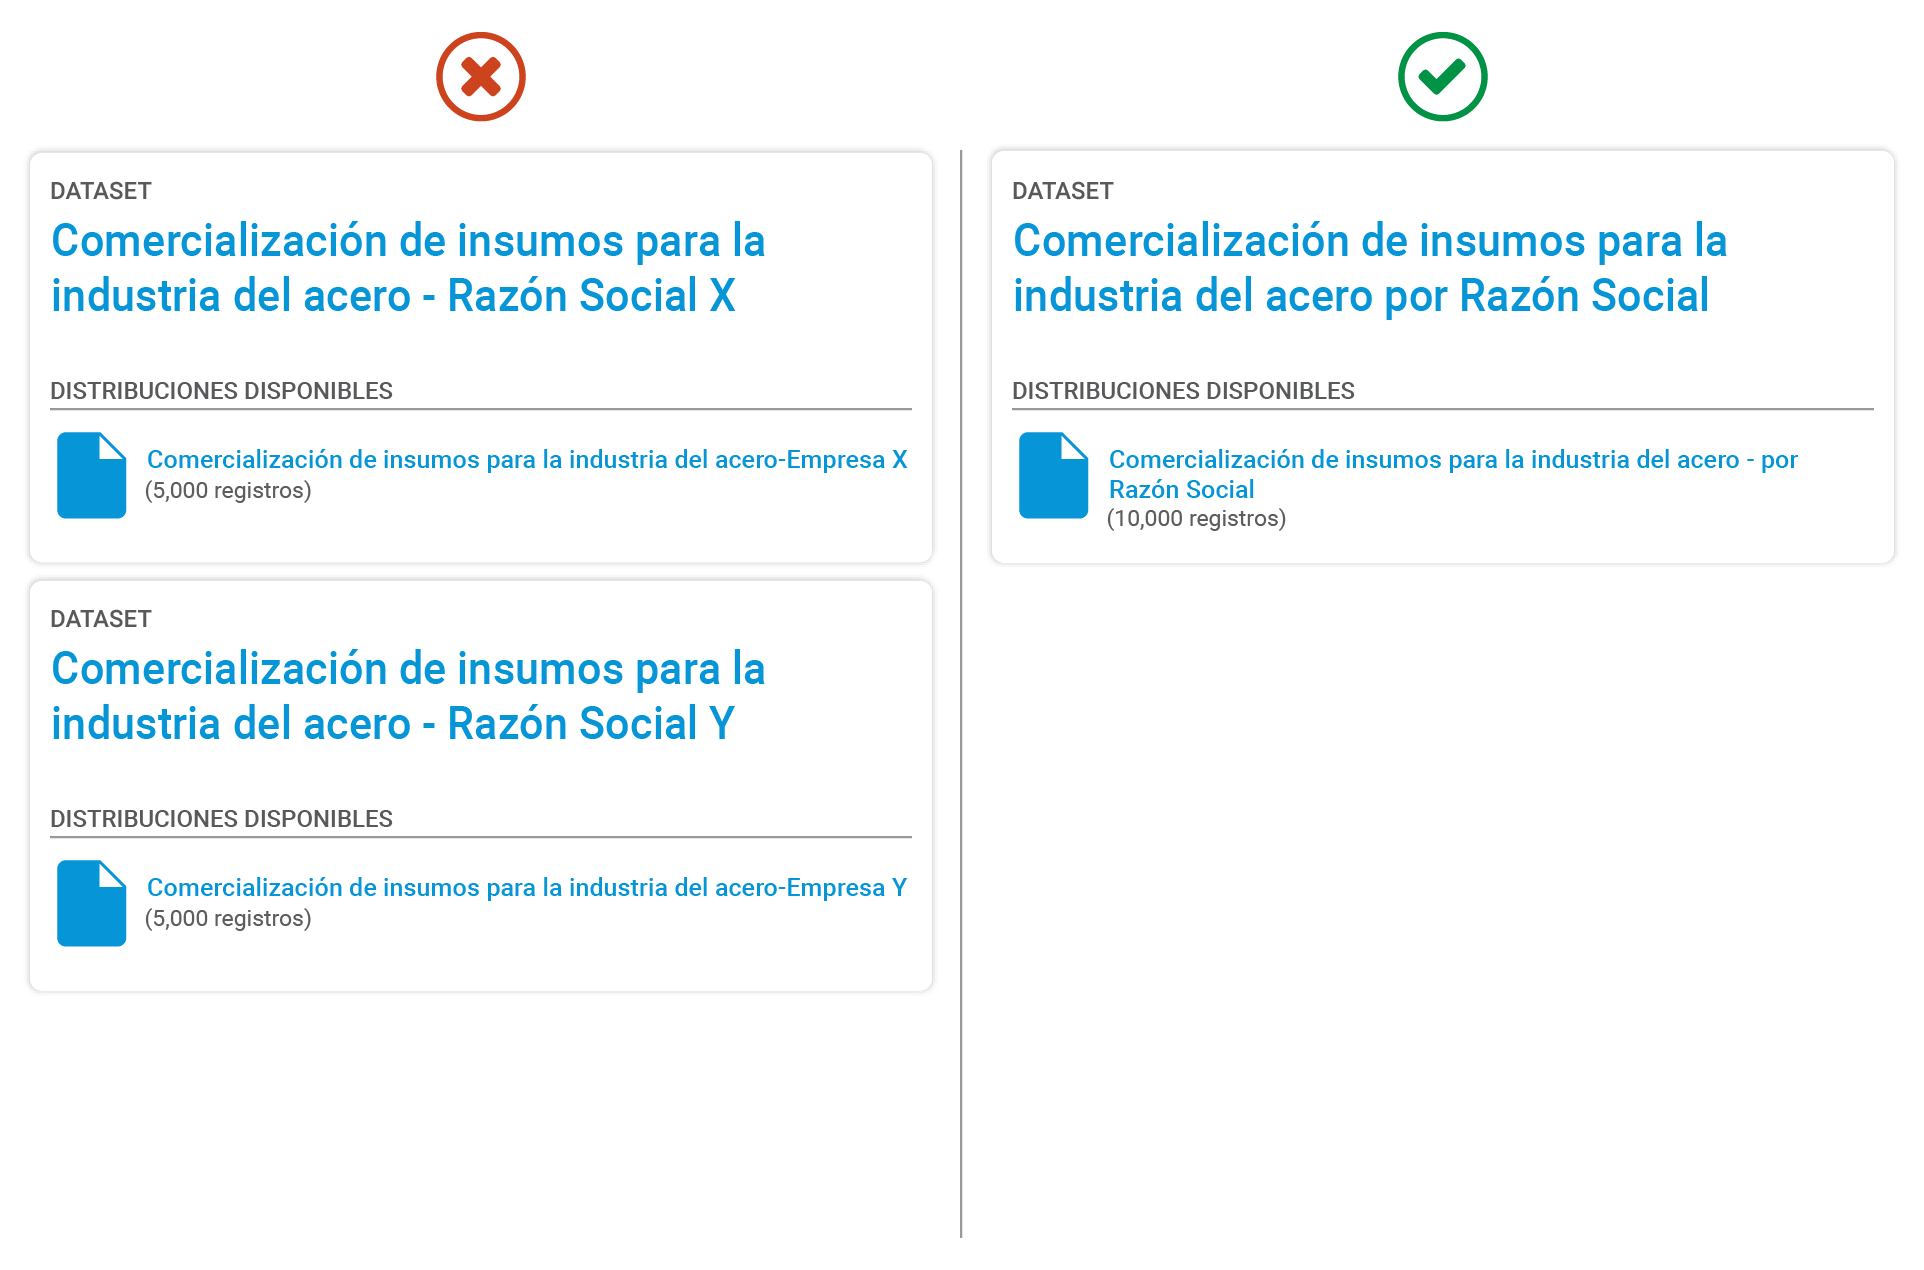 DATASET
Comercialización de insumos para la
industria del acero - Razón Social X
DISTRIBUCIONES DISPONIBLES
Comercialización de insumos para la industria del acero-Empresa X
(5,000 registros)
DATASET
Comercialización de insumos para la
industria del acero - Razón Social Y
DISTRIBUCIONES DISPONIBLES
Comercialización de insumos para la industria del acero-Empresa Y
(5,000 registros)
DATASET
Comercialización de insumos para la
industria del acero por Razón Social
DISTRIBUCIONES DISPONIBLES
Comercialización de insumos para la industria del acero - por
Razón Social
(10,000 registros)